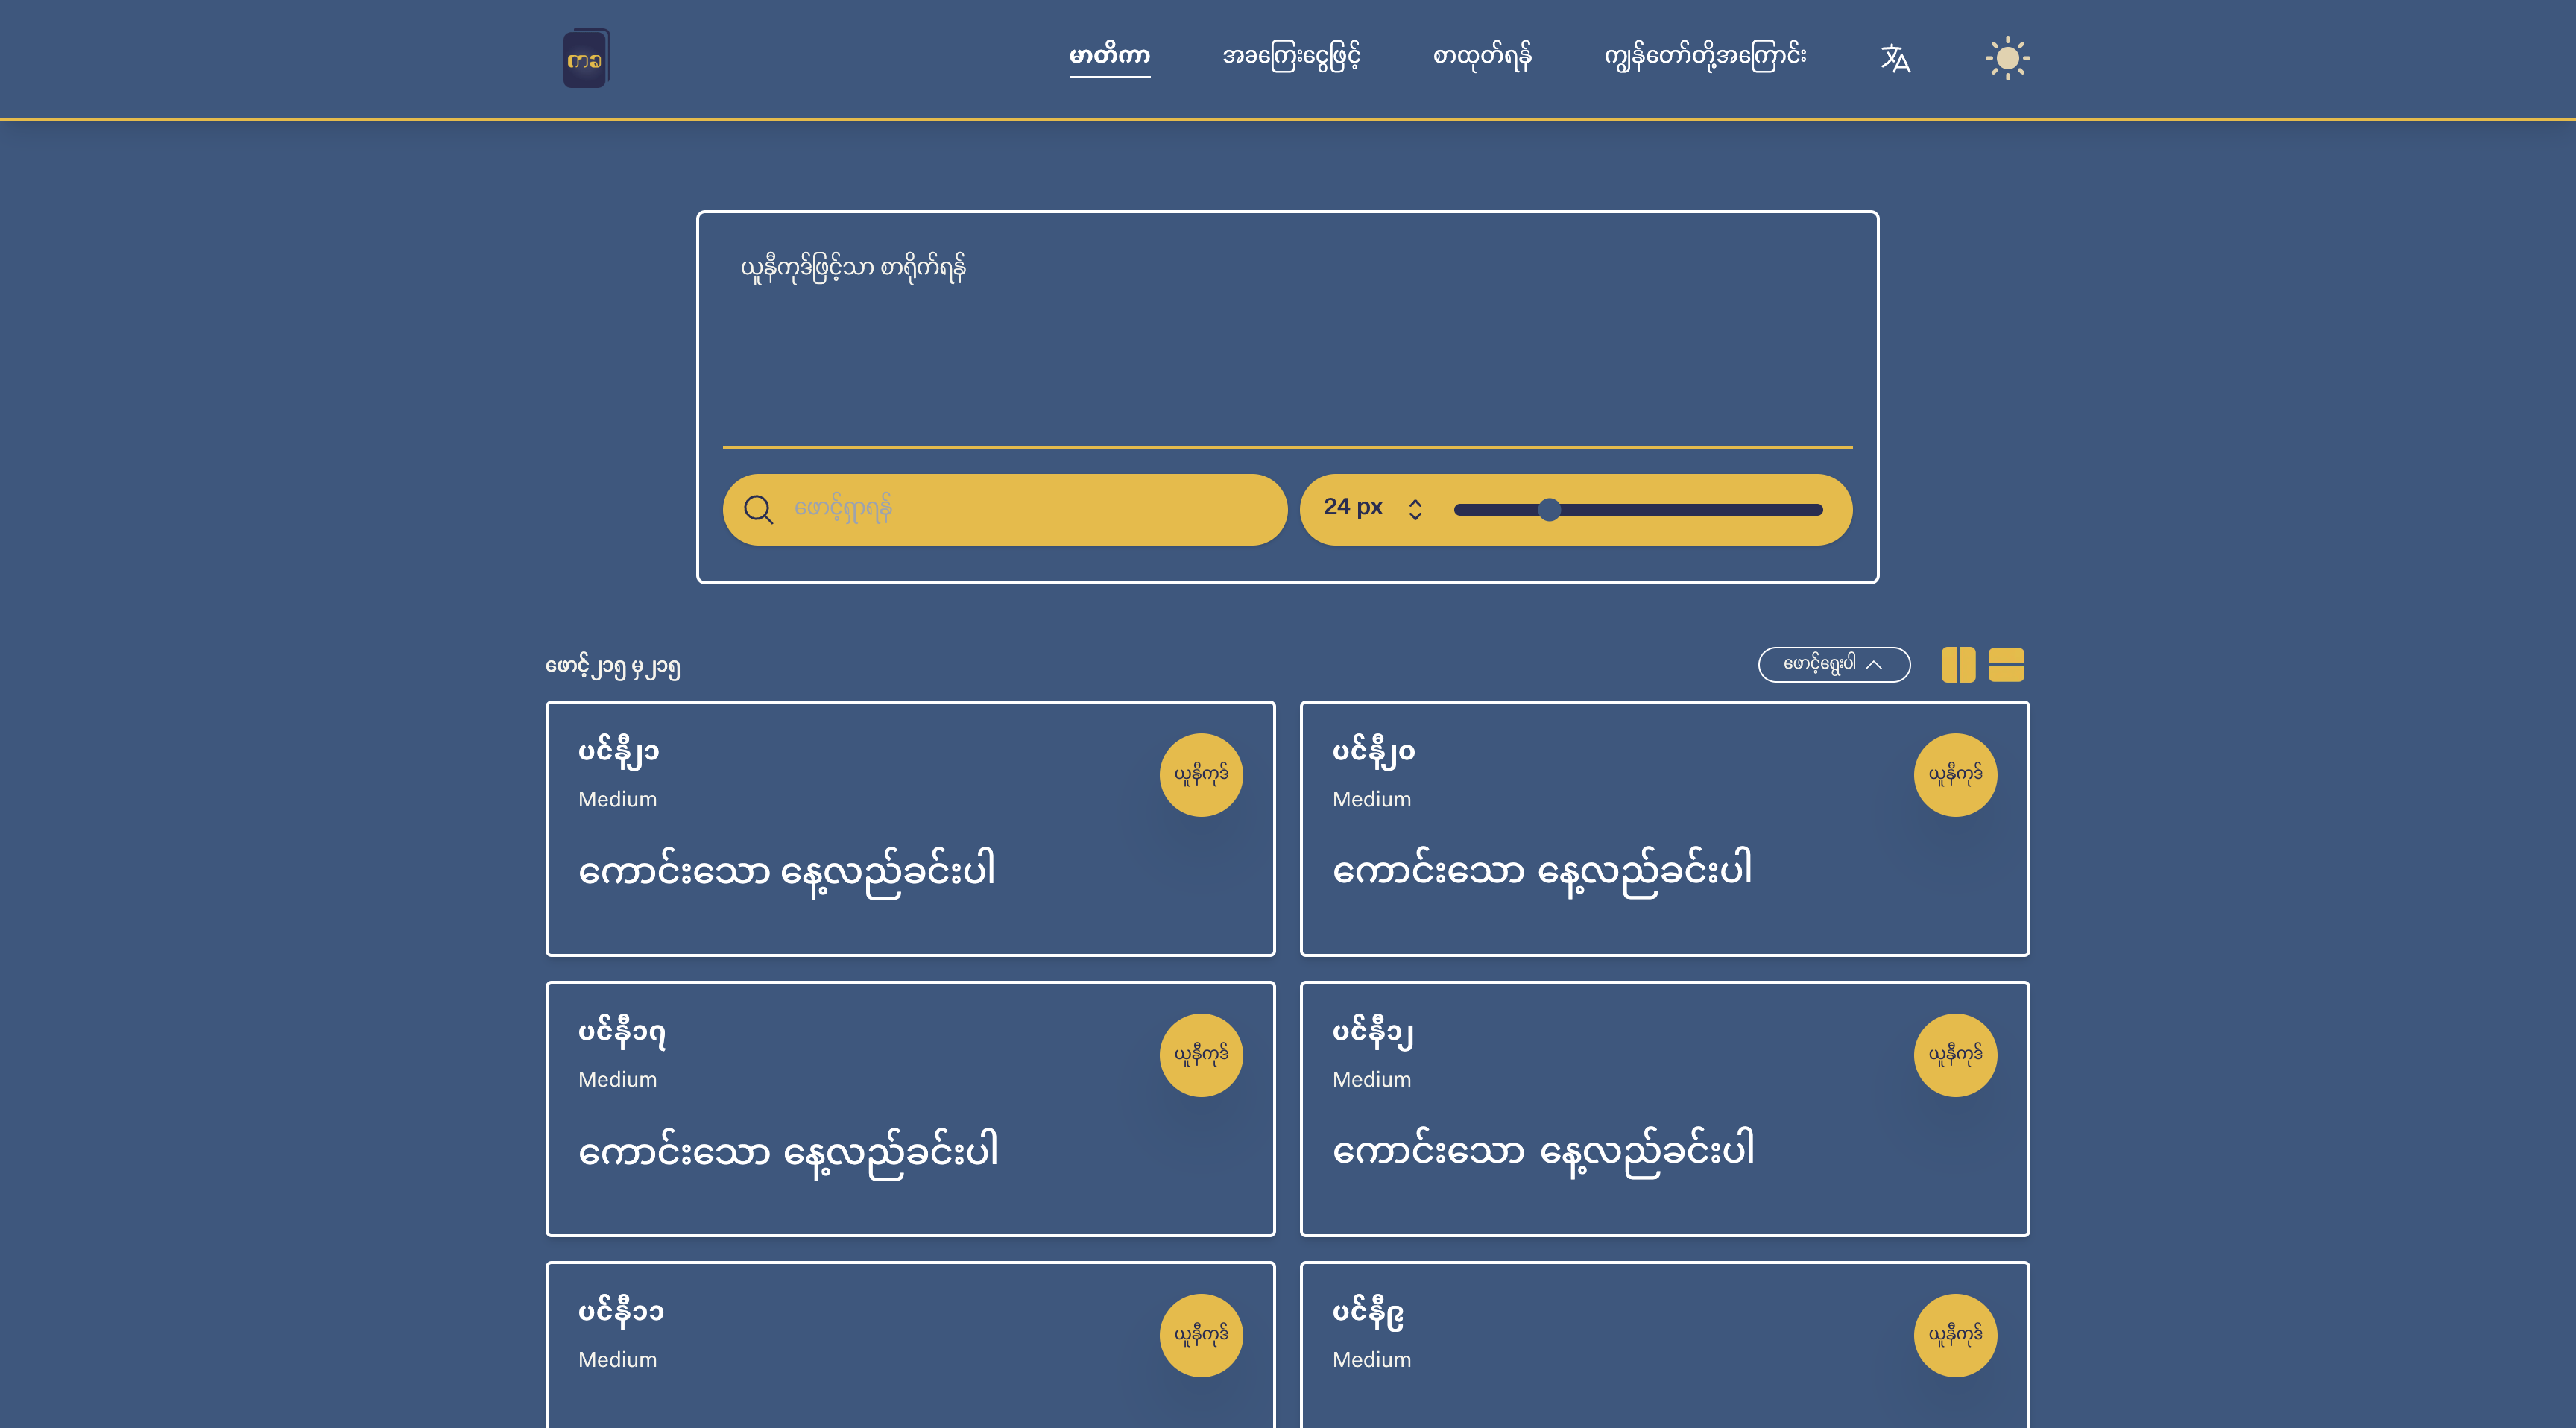 ကခ
မာတိကာ
အခကြေးငွေဖြင့်
စာထုတ်ရန်
ကျွန်တော်တို့အကြောင်း
ယူနီကုဒ်ဖြင့်သာ စာရိုက်ရန်
ဖောင့်ရှာရန်
24 px
ဖောင့်၂၁၅ မှ၂၁၅
ဖောင့်ရွေးပါ
ပင်နီ၂၁
Medium
ယူနီကုဒ်
ကောင်းသော နေ့လည်ခင်းပါ
ပင်နီ၂၀
Medium
ယူနီကုဒ်
ကောင်းသော နေ့လည်ခင်းပါ
ပင်နီ၁၇
Medium
ယူနီကုဒ်
ကောင်းသော နေ့လည်ခင်းပါ
ပင်နီ၁၂
Medium
ယူနီကုဒ်
ကောင်းသော နေ့လည်ခင်းပါ
ပင်နီ၁၁
Medium
ယူနီကုဒ်
ပင်နီ၉
Medium
ယူနီကုဒ်